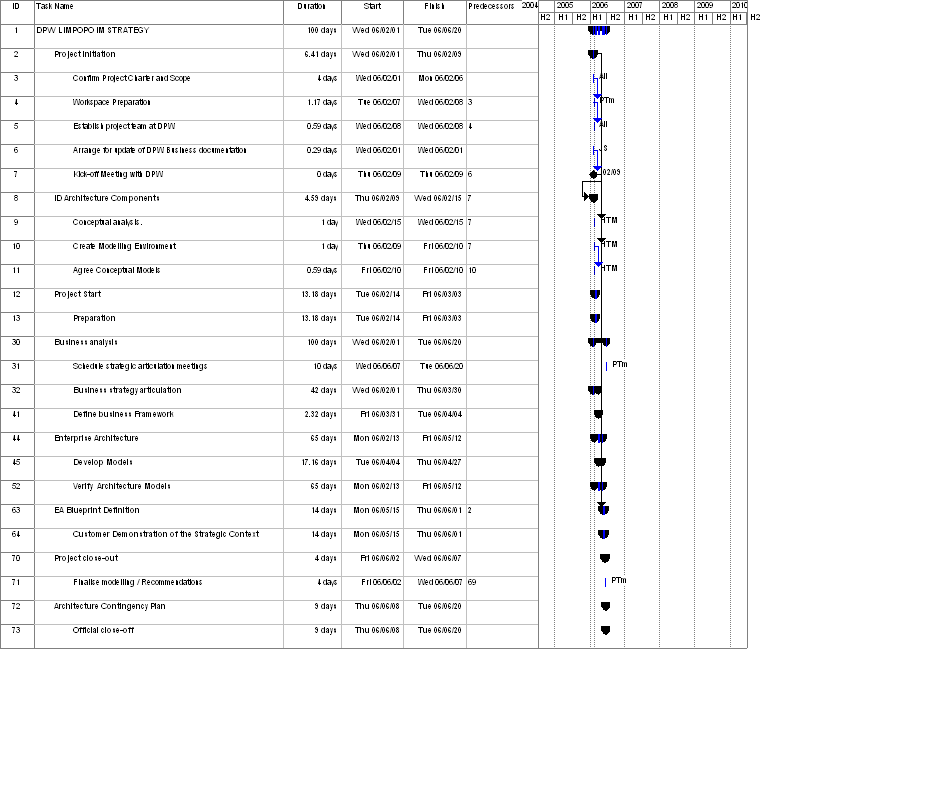 ID Task Name Duration Start Finish Predecessors 2004 2005 2006 2007 2008 2009 2010
H2 H1 H2 H1 H2 H1 H2 H1 H2 H1 H2 H1 H2
1 DPW LIMPOPO IM STRATEGY 100 days Wed 06/02/01 Tue 06/06/20
2 Project Initiation 6.41 days Wed 06/02/01 Thu 06/02/09
3 Confirm Project Charter and Scope 4 days Wed 06/02/01 Mon 06/02/06 All
4 Workspace Preparation 1.17 days Tue 06/02/07 Wed 06/02/08 3 PTm
5 Establish project team at DPW 0.59 days Wed 06/02/08 Wed 06/02/08 4 All
6 Arrange for update of DPW Business documentation 0.29 days Wed 06/02/01 Wed 06/02/01 S
7 Kick-off Meeting with DPW 0 days Thu 06/02/09 Thu 06/02/09 6 02/09
8 ID Architecture Components 4.59 days Thu 06/02/09 Wed 06/02/15 7
9 Conceptual analysis. 1 day Wed 06/02/15 Wed 06/02/15 7 HTM
10 Create Modelling Environment 1 day Thu 06/02/09 Fri 06/02/10 7 HTM
11 Agree Conceptual Models 0.59 days Fri 06/02/10 Fri 06/02/10 10 HTM
12 Project Start 13.18 days Tue 06/02/14 Fri 06/03/03
13 Preparation 13.18 days Tue 06/02/14 Fri 06/03/03
30 Business analysis 100 days Wed 06/02/01 Tue 06/06/20
31 Schedule strategic articulation meetings 10 days Wed 06/06/07 Tue 06/06/20 PTm
32 Business strategy articulation 42 days Wed 06/02/01 Thu 06/03/30
41 Define business Framework 2.32 days Fri 06/03/31 Tue 06/04/04
44 Enterprise Architecture 65 days Mon 06/02/13 Fri 06/05/12
45 Develop Models 17.16 days Tue 06/04/04 Thu 06/04/27
52 Verify Architecture Models 65 days Mon 06/02/13 Fri 06/05/12
63 EA Blueprint Definition 14 days Mon 06/05/15 Thu 06/06/01 2
64 Customer Demonstration of the Strategic Context 14 days Mon 06/05/15 Thu 06/06/01
70 Project close-out 4 days Fri 06/06/02 Wed 06/06/07
71 Finalise modelling / Recommendations 4 days Fri 06/06/02 Wed 06/06/07 69 PTm
72 Architecture Contingency Plan 9 days Thu 06/06/08 Tue 06/06/20
73 Official close-off 9 days Thu 06/06/08 Tue 06/06/20